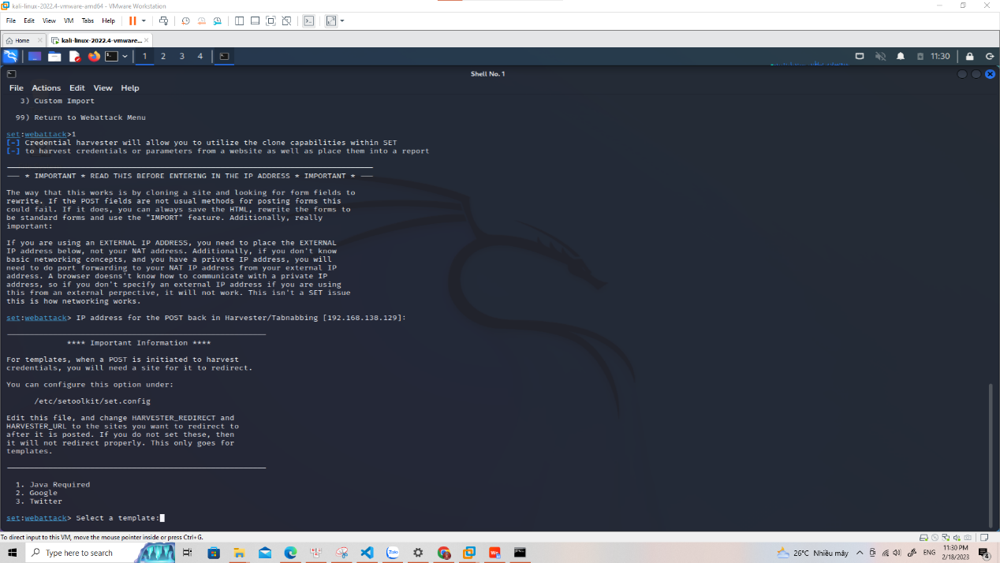 kali-linux-2022.4-vmware-amd64 - VMware Workstation
File Edit View VM Tabs Help
Home
kali-linux-2022.4-vmware...
1 2 3 4
11:30
Shell No. 1
File Actions Edit View Help
3) Custom Import
99) Return to Webattack Menu
set:webattack>1
[-] Credential harvester will allow you to utilize the clone capabilities within SET
[-] to harvest credentials or parameters from a website as well as place them into a report
--- * IMPORTANT * READ THIS BEFORE ENTERING IN THE IP ADDRESS * IMPORTANT * ---
The way that this works is by cloning a site and looking for form fields to
rewrite. If the POST fields are not usual methods for posting forms this
could fail. If it does, you can always save the HTML, rewrite the forms to
be standard forms and use the "IMPORT" feature. Additionally, really
important:
If you are using an EXTERNAL IP ADDRESS, you need to place the EXTERNAL
IP address below, not your NAT address. Additionally, if you don't know
basic networking concepts, and you have a private IP address, you will
need to do port forwarding to your NAT IP address from your external IP
address. A browser doesns't know how to communicate with a private IP
address, so if you don't specify an external IP address if you are using
this from an external perpective, it will not work. This isn't a SET issue
this is how networking works.
set:webattack> IP address for the POST back in Harvester/Tabnabbing [192.168.138.129]:
**** Important Information ****
For templates, when a POST is initiated to harvest
credentials, you will need a site for it to redirect.
You can configure this option under:
/etc/setoolkit/set.config
Edit this file, and change HARVESTER_REDIRECT and
HARVESTER_URL to the sites you want to redirect to
after it is posted. If you do not set these, then
it will not redirect properly. This only goes for
templates.
1. Java Required
2. Google
3. Twitter
set:webattack> Select a template:
To direct input to this VM, move the mouse pointer inside or press Ctrl+G.
Type here to search
Zalo
26°C Nhiều mây
ENG
11:30 PM
2/18/2023
4